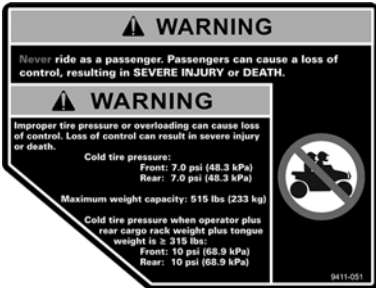 WARNING
Never ride as a passenger. Passengers can cause a loss of
control, resulting in SEVERE INJURY or DEATH.
WARNING
Improper tire pressure or overloading can cause loss
of control. Loss of control can result in severe injury
or death.
Cold tire pressure:
Front: 7.0 psi (48.3 kPa)
Rear: 7.0 psi (48.3 kPa)
Maximum weight capacity: 515 lbs (233 kg)
Cold tire pressure when operator plus
rear cargo rack weight plus tongue
weight is ≥ 315 lbs:
Front: 10 psi (68.9 kPa)
Rear: 10 psi (68.9 kPa)
9411-051